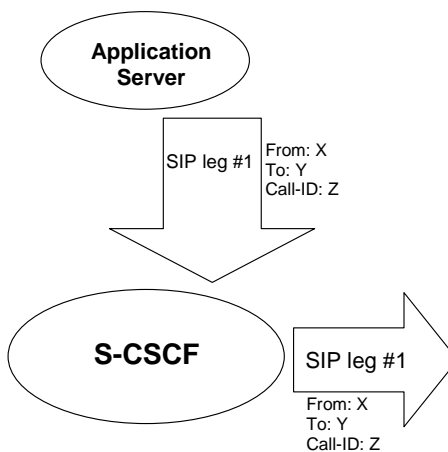 Application
Server
SIP leg #1
From: X
To: Y
Call-ID: Z
S-CSCF
SIP leg #1
From: X
To: Y
Call-ID: Z